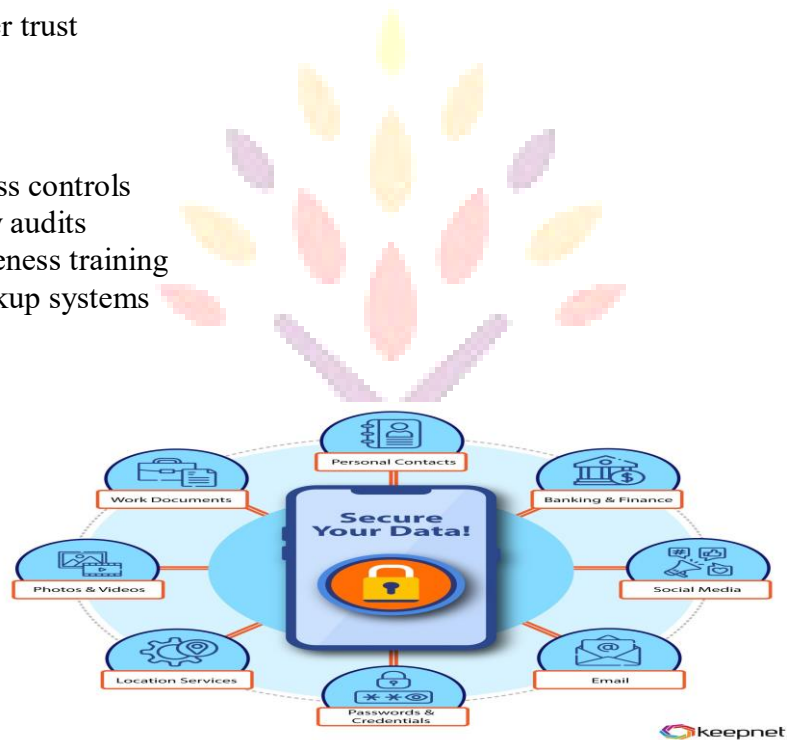 er trust
ss controls
y audits
eness training
kup systems
Personal Contacts
Work Documents
Banking & Finance
Secure
Your Data!
Photos & Videos
Social Media
Location Services
Email
Passwords &
Credentials
keepnet